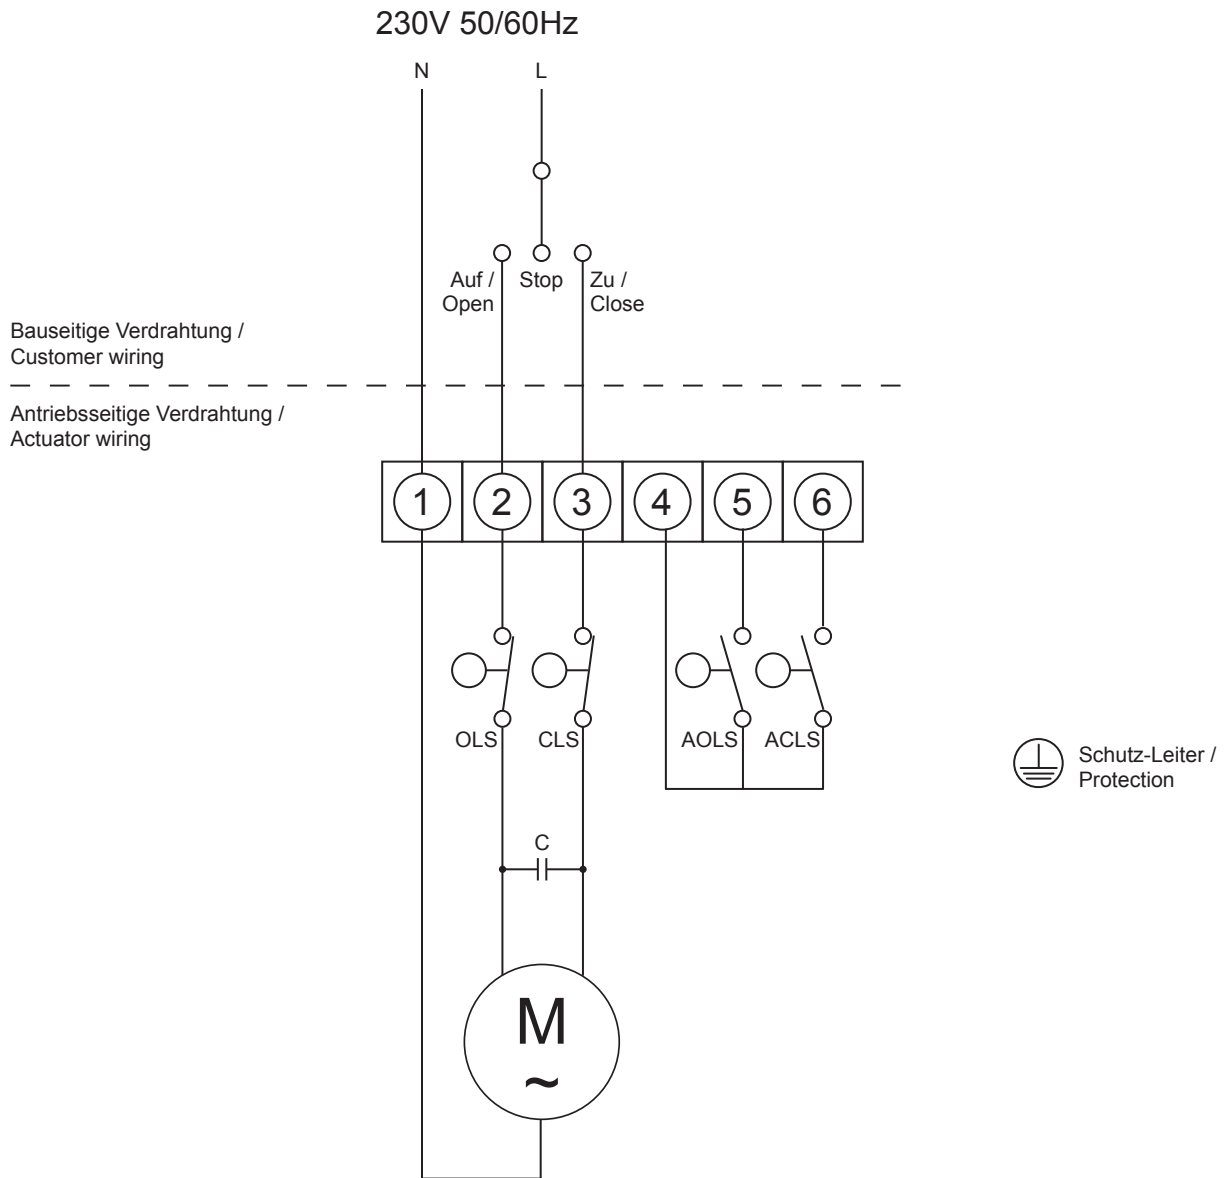 230V 50/60Hz
N
L
Auf /
Open
Stop
Zu /
Close
Bauseitige Verdrahtung /
Customer wiring
Antriebsseitige Verdrahtung /
Actuator wiring
1 2 3 4 5 6
OLS
CLS
AOLS
ACLS
Schutz-Leiter /
Protection
C
M
~